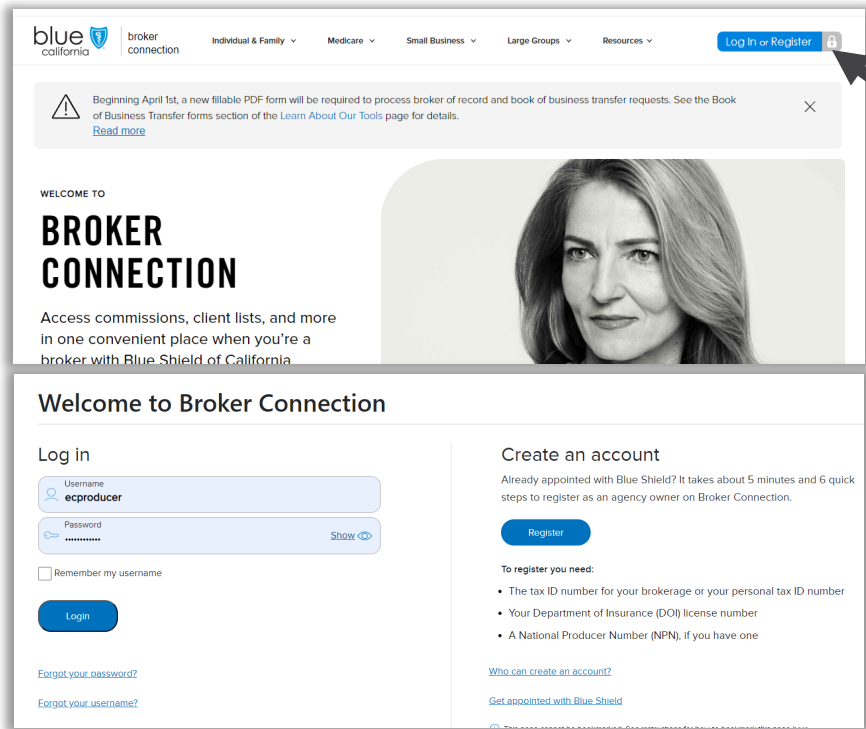 blue
california
broker
connection
Individual & Family
Medicare
Small Business
Large Groups
Resources
Log In or Register
Beginning April 1st, a new fillable PDF form will be required to process broker of record and book of business transfer requests. See the Book
of Business Transfer forms section of the Learn About Our Tools page for details.
Read more
WELCOME TO
BROKER
CONNECTION
Access commissions, client lists, and more
in one convenient place when you're a
broker with Blue Shield of California
Welcome to Broker Connection
Log in
Username
ecproducer
Password
••••••••••••
Show
Remember my username
Login
Forgot your password?
Forgot your username?
Create an account
Already appointed with Blue Shield? It takes about 5 minutes and 6 quick
steps to register as an agency owner on Broker Connection.
Register
To register you need:
• The tax ID number for your brokerage or your personal tax ID number
• Your Department of Insurance (DOI) license number
• A National Producer Number (NPN), if you have one
Who can create an account?
Get appointed with Blue Shield